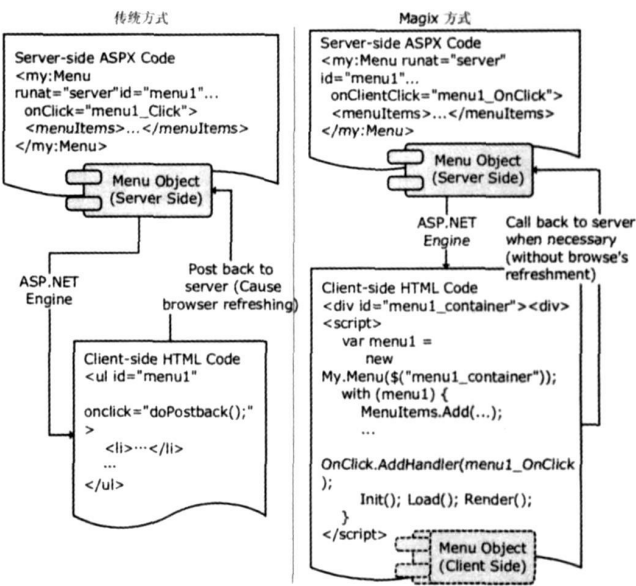 传统方式
Server-side ASPX Code
<my:Menu
runat="server"id="menu1"...
onClick="menu1_Click">
<menuItems>...</menuItems>
</my:Menu>
Menu Object
(Server Side)
ASP.NET
Engine
Post back to
server (Cause
browser refreshing)
Client-side HTML Code
<ul id="menu1"
onclick="doPostback();"
>
<li>...</li>
...
</ul>
Magix 方式
Server-side ASPX Code
<my:Menu runat="server"
id="menu1"...
onClientClick="menu1_OnClick">
<menuItems>...</menuItems>
</my:Menu>
Menu Object
(Server Side)
ASP.NET
Engine
Call back to server
when necessary
(without browse's
refreshment)
Client-side HTML Code
<div id="menu1_container"><div>
<script>
var menu1 =
new
My.Menu($("menu1_container"));
with (menu1) {
MenuItems.Add(...);
...
OnClick.AddHandler(menu1_OnClick
);
Init(); Load(); Render();
}
</script>
Menu Object
(Client Side)